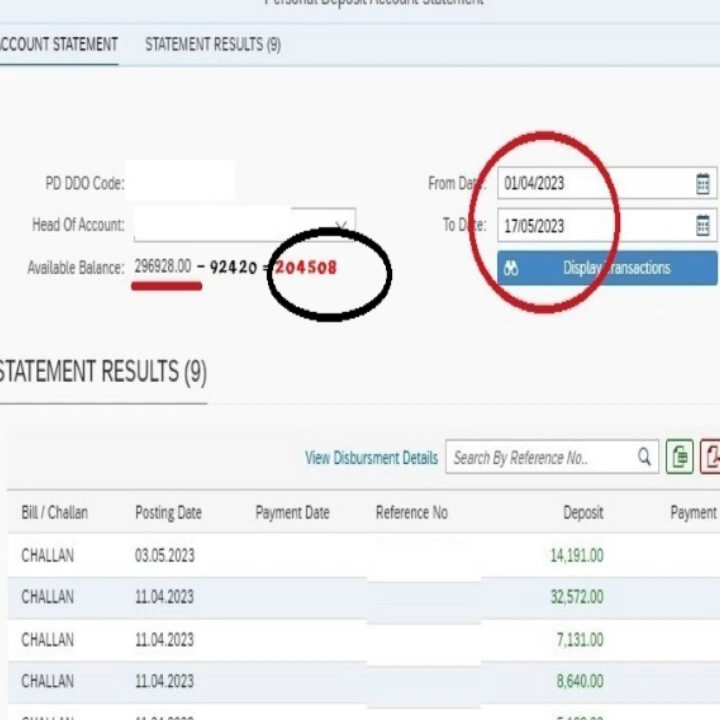 Personal Deposit Account Statement
ACCOUNT STATEMENT STATEMENT RESULTS (9)
PD DDO Code: From Date: 01/04/2023
Head Of Account: To Date: 17/05/2023
Available Balance: 296928.00 - 92420 = 204508 Display Transactions
STATEMENT RESULTS (9)
View Disbursment Details Search By Reference No..
Bill / Challan Posting Date Payment Date Reference No Deposit Payment
CHALLAN 03.05.2023 14,191.00
CHALLAN 11.04.2023 32,572.00
CHALLAN 11.04.2023 7,131.00
CHALLAN 11.04.2023 8,640.00